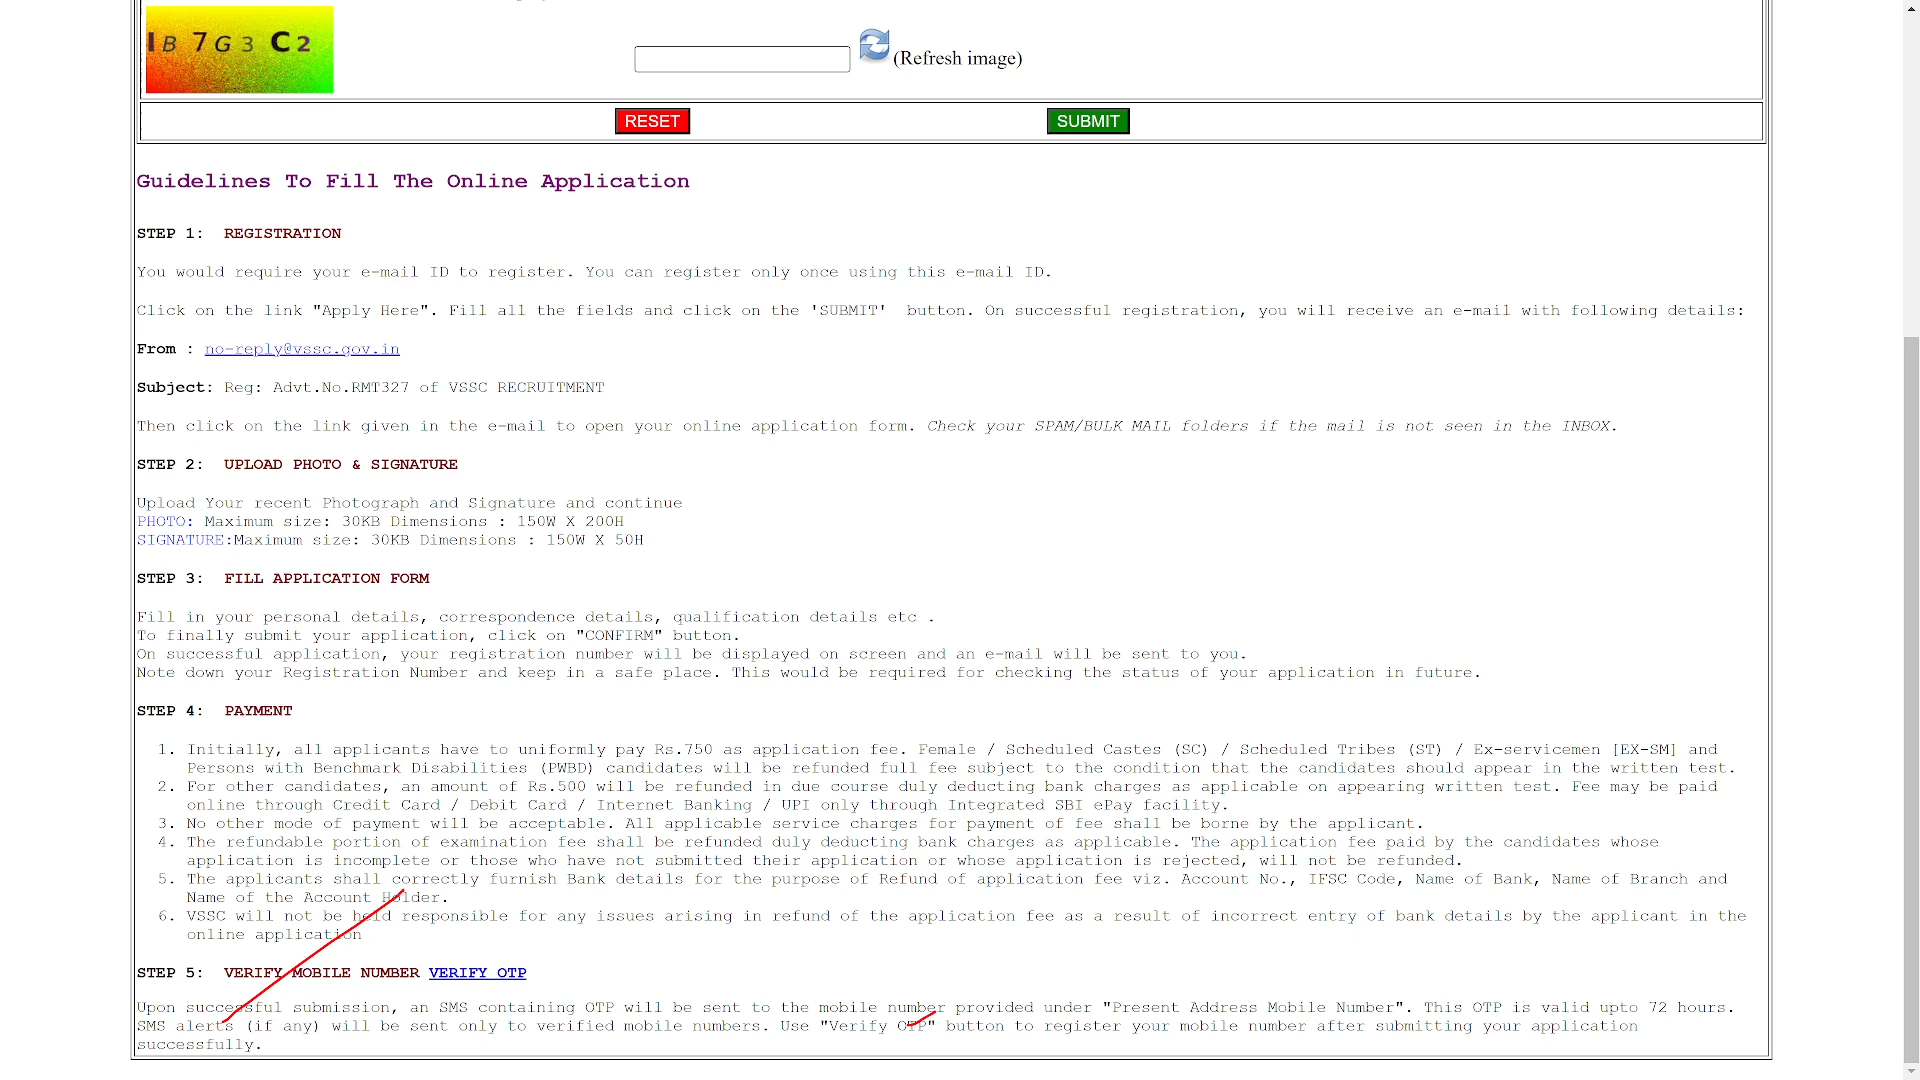 IB 7G3 C2
(Refresh image)
RESET SUBMIT
Guidelines To Fill The Online Application
STEP 1: REGISTRATION
You would require your e-mail ID to register. You can register only once using this e-mail ID.
Click on the link "Apply Here". Fill all the fields and click on the 'SUBMIT' button. On successful registration, you will receive an e-mail with following details:
From : no-reply@vssc.gov.in
Subject: Reg: Advt.No.RMT327 of VSSC RECRUITMENT
Then click on the link given in the e-mail to open your online application form. Check your SPAM/BULK MAIL folders if the mail is not seen in the INBOX.
STEP 2: UPLOAD PHOTO & SIGNATURE
Upload Your recent Photograph and Signature and continue
PHOTO: Maximum size: 30KB Dimensions : 150W X 200H
SIGNATURE:Maximum size: 30KB Dimensions : 150W X 50H
STEP 3: FILL APPLICATION FORM
Fill in your personal details, correspondence details, qualification details etc .
To finally submit your application, click on "CONFIRM" button.
On successful application, your registration number will be displayed on screen and an e-mail will be sent to you.
Note down your Registration Number and keep in a safe place. This would be required for checking the status of your application in future.
STEP 4: PAYMENT
1. Initially, all applicants have to uniformly pay Rs.750 as application fee. Female / Scheduled Castes (SC) / Scheduled Tribes (ST) / Ex-servicemen [EX-SM] and
Persons with Benchmark Disabilities (PWBD) candidates will be refunded full fee subject to the condition that the candidates should appear in the written test.
2. For other candidates, an amount of Rs.500 will be refunded in due course duly deducting bank charges as applicable on appearing written test. Fee may be paid
online through Credit Card / Debit Card / Internet Banking / UPI only through Integrated SBI ePay facility.
3. No other mode of payment will be acceptable. All applicable service charges for payment of fee shall be borne by the applicant.
4. The refundable portion of examination fee shall be refunded duly deducting bank charges as applicable. The application fee paid by the candidates whose
application is incomplete or those who have not submitted their application or whose application is rejected, will not be refunded.
5. The applicants shall correctly furnish Bank details for the purpose of Refund of application fee viz. Account No., IFSC Code, Name of Bank, Name of Branch and
Name of the Account Holder.
6. VSSC will not be held responsible for any issues arising in refund of the application fee as a result of incorrect entry of bank details by the applicant in the
online application
STEP 5: VERIFY MOBILE NUMBER VERIFY OTP
Upon successful submission, an SMS containing OTP will be sent to the mobile number provided under "Present Address Mobile Number". This OTP is valid upto 72 hours.
SMS alerts (if any) will be sent only to verified mobile numbers. Use "Verify OTP" button to register your mobile number after submitting your application
successfully.